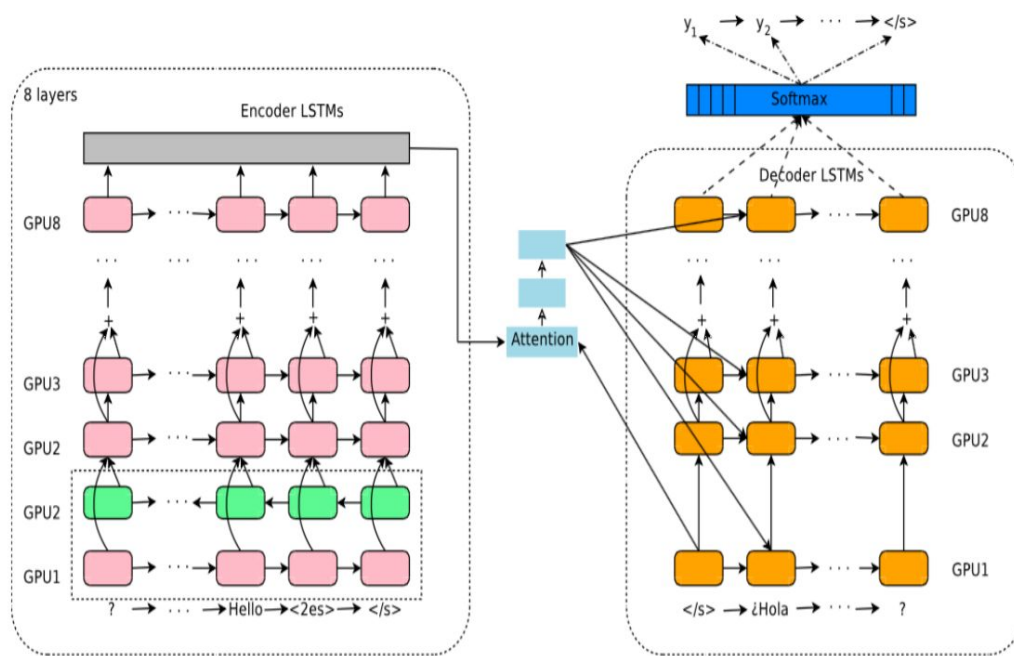 8 layers
Encoder LSTMs
GPU8
GPU3
GPU2
GPU2
GPU1
? ... Hello <2es> </s>
+ + + +
Attention
y1 y2 ... </s>
Softmax
Decoder LSTMs
GPU8
+ + +
GPU3
GPU2
GPU1
</s> ¿Hola ... ?